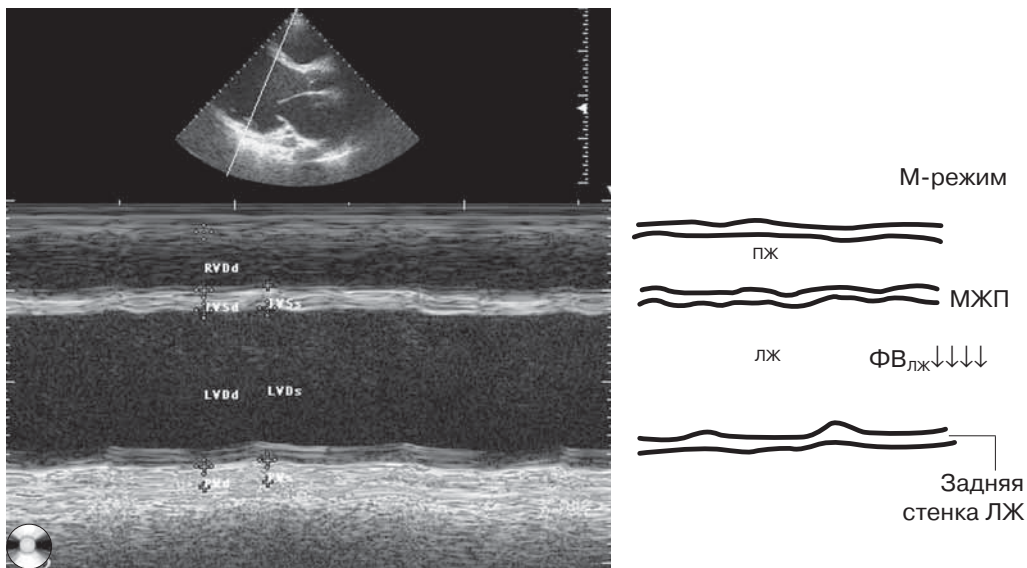 RVDd
IVSd IVSs
LVDd LVDs
М-режим
ПЖ
МЖП
ЛЖ
ФВЛЖ↓↓↓↓
Задняя
стенка ЛЖ